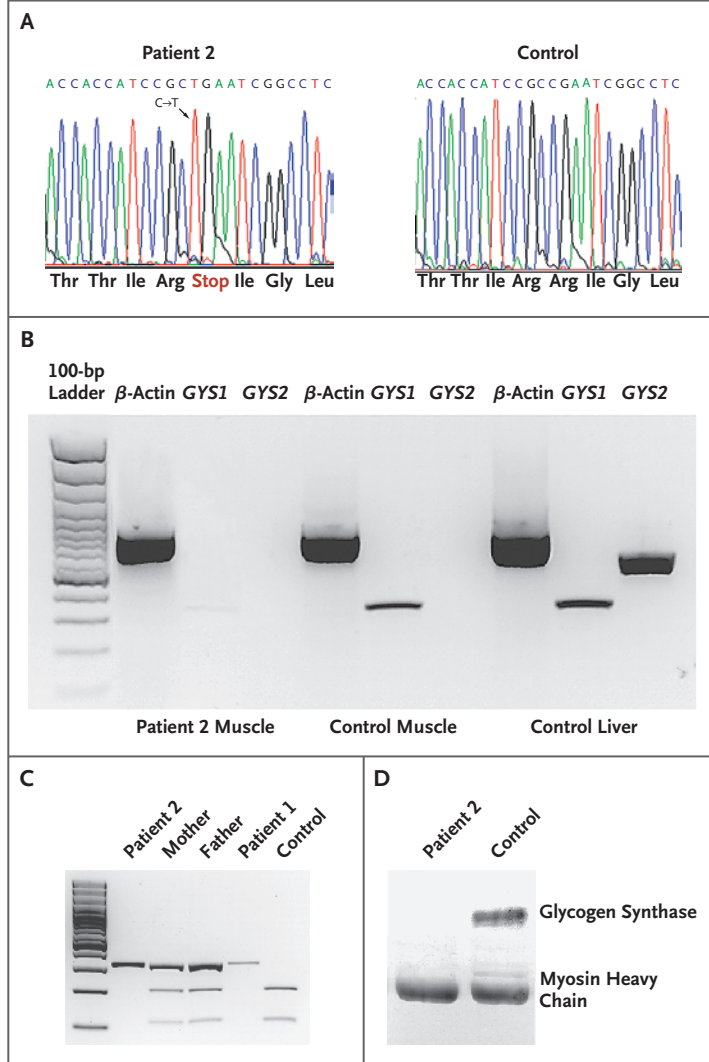 A
Patient 2
Control
A C C A C C A T C C G C T G A A T C G G C C T C
A C C A C C A T C C G C C G A A T C G G C C T C
C→T
Thr Thr Ile Arg Stop Ile Gly Leu
Thr Thr Ile Arg Arg Ile Gly Leu
B
100-bp
Ladder β-Actin GYS1 GYS2 β-Actin GYS1 GYS2 β-Actin GYS1 GYS2
Patient 2 Muscle Control Muscle Control Liver
C
Patient 2
Mother
Father
Patient 1
Control
D
Patient 2
Control
Glycogen Synthase
Myosin Heavy
Chain